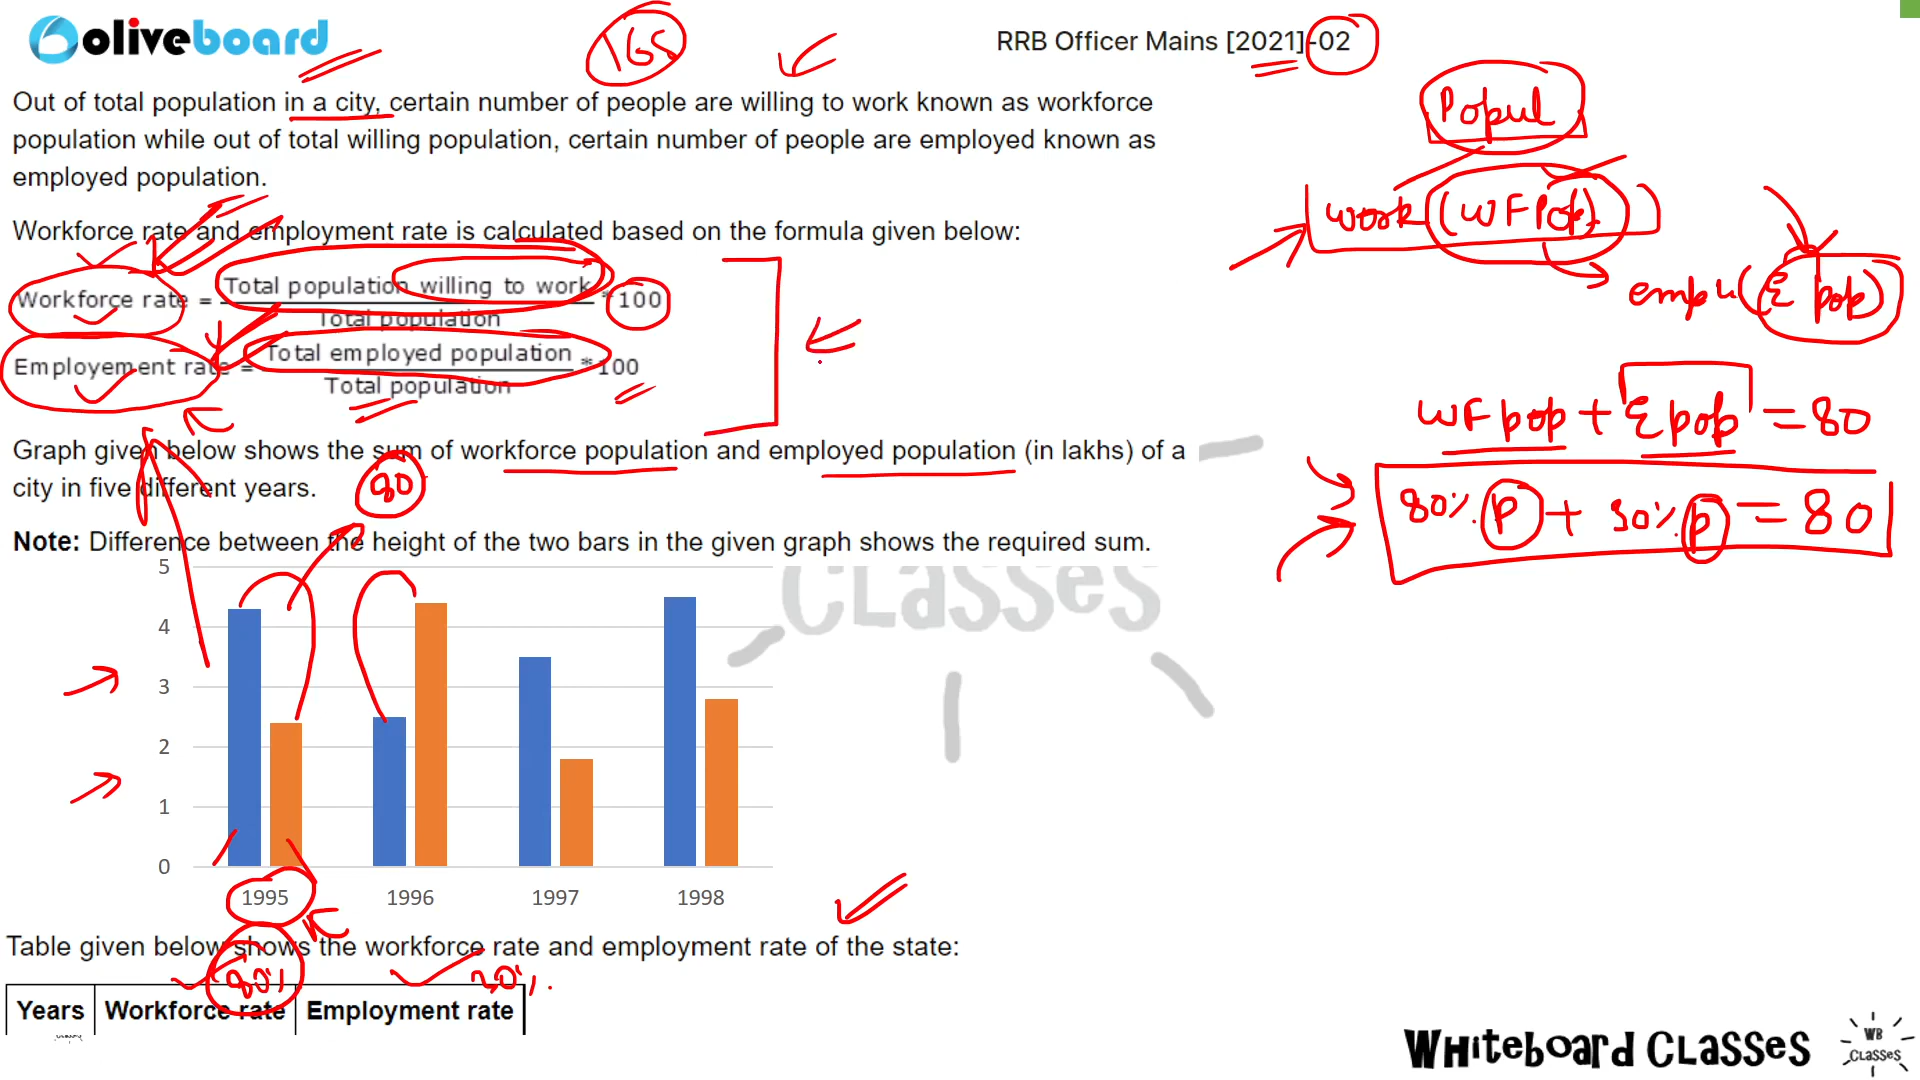 oliveboard
165
RRB Officer Mains [2021]-02
Out of total population in a city, certain number of people are willing to work known as workforce
population while out of total willing population, certain number of people are employed known as
employed population.
Popul
work (WF Pop)
empu (E pop)
Workforce rate and employment rate is calculated based on the formula given below:
Workforce rate = Total population willing to work / Total population * 100
Employement rate = Total employed population / Total population * 100
WF pop + E pop = 80
80% P + 30% P = 80
Graph given below shows the sum of workforce population and employed population (in lakhs) of a
city in five different years.
80
Note: Difference between the height of the two bars in the given graph shows the required sum.
CLasses
5
4
3
2
1
0
1995 1996 1997 1998
Table given below shows the workforce rate and employment rate of the state:
80% 30%
Years Workforce rate Employment rate
WHiteboard CLasses
WB
CLasses